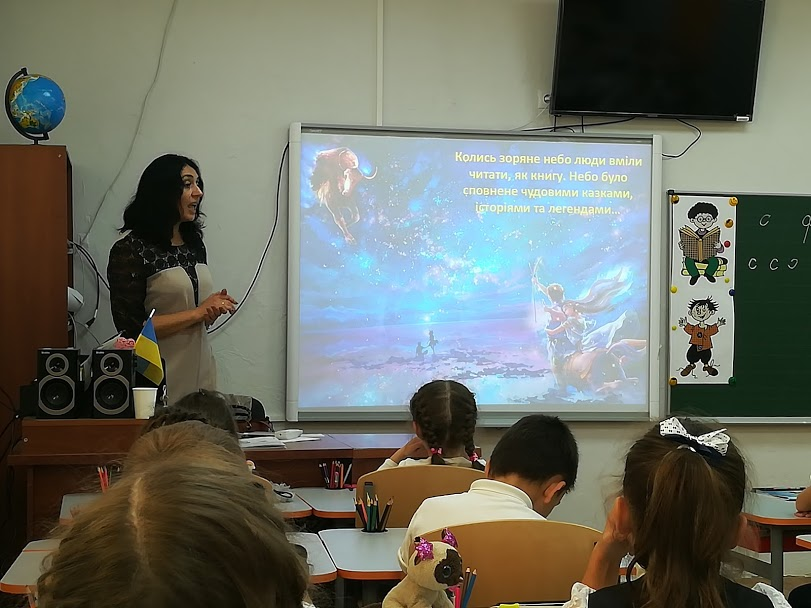 Колись зоряне небо люди вміли
читати, як книгу. Небо було
сповнене чудовими казками,
історіями та легендами...
с
с с э